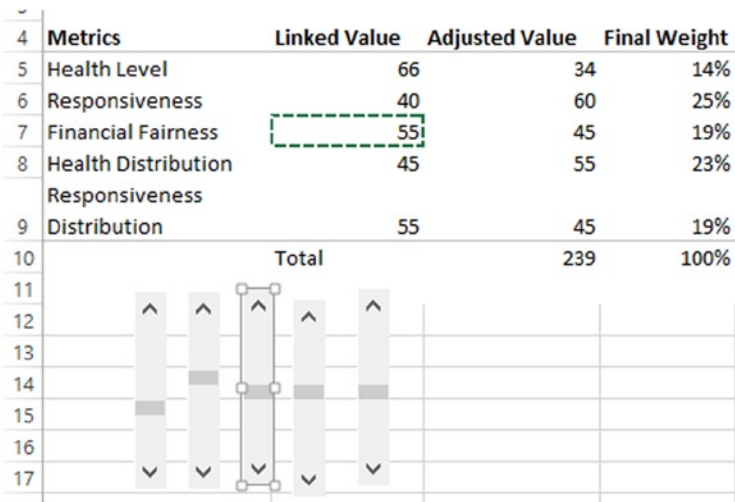 4 Metrics Linked Value Adjusted Value Final Weight
5 Health Level 66 34 14%
6 Responsiveness 40 60 25%
7 Financial Fairness 55 45 19%
8 Health Distribution 45 55 23%
Responsiveness
9 Distribution 55 45 19%
10 Total 239 100%
11
12
13
14
15
16
17